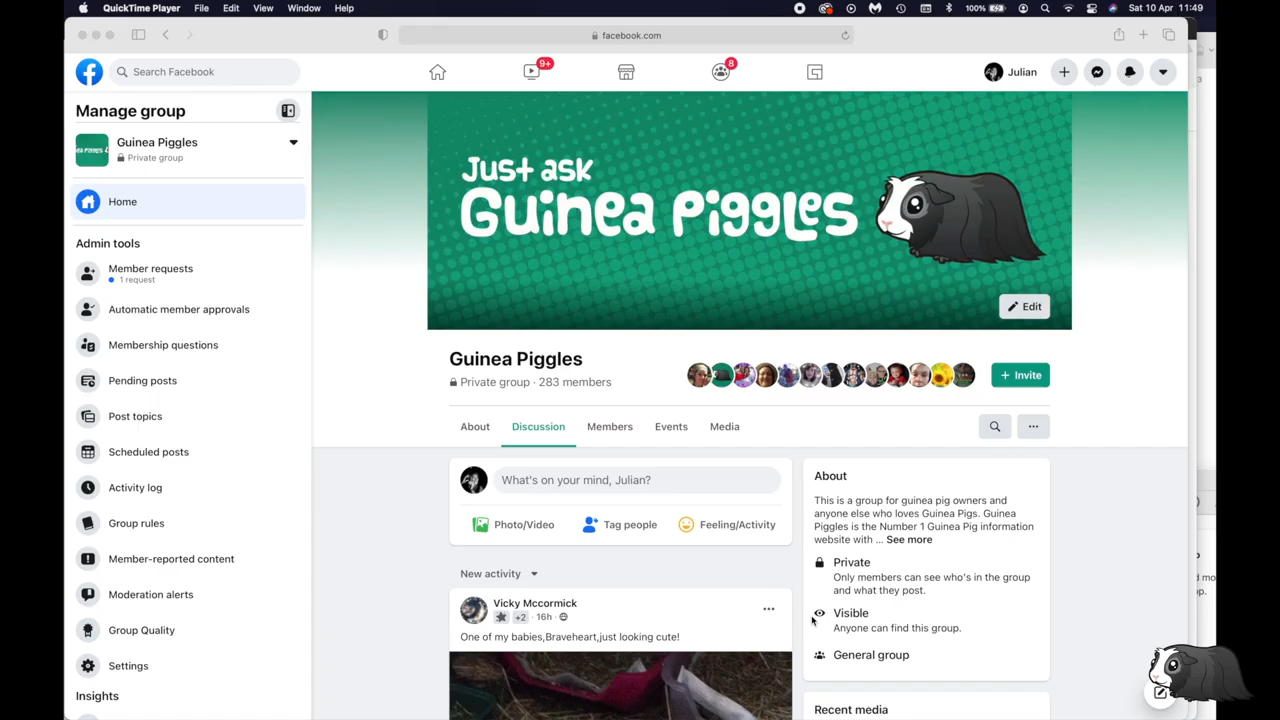 QuickTime Player File Edit View Window Help
100% Sat 10 Apr 11:49
facebook.com
Search Facebook
9+
8
Julian
Manage group
Guinea Piggles
Private group
Home
Admin tools
Member requests
1 request
Automatic member approvals
Membership questions
Pending posts
Post topics
Scheduled posts
Activity log
Group rules
Member-reported content
Moderation alerts
Group Quality
Settings
Insights
Just ask
Guinea Piggles
Edit
Guinea Piggles
Private group · 283 members
+ Invite
About Discussion Members Events Media
What's on your mind, Julian?
Photo/Video Tag people Feeling/Activity
New activity
Vicky Mccormick
+2 · 16h ·
One of my babies,Braveheart,just looking cute!
About
This is a group for guinea pig owners and
anyone else who loves Guinea Pigs. Guinea
Piggles is the Number 1 Guinea Pig information
website with ... See more
Private
Only members can see who's in the group
and what they post.
Visible
Anyone can find this group.
General group
Recent media